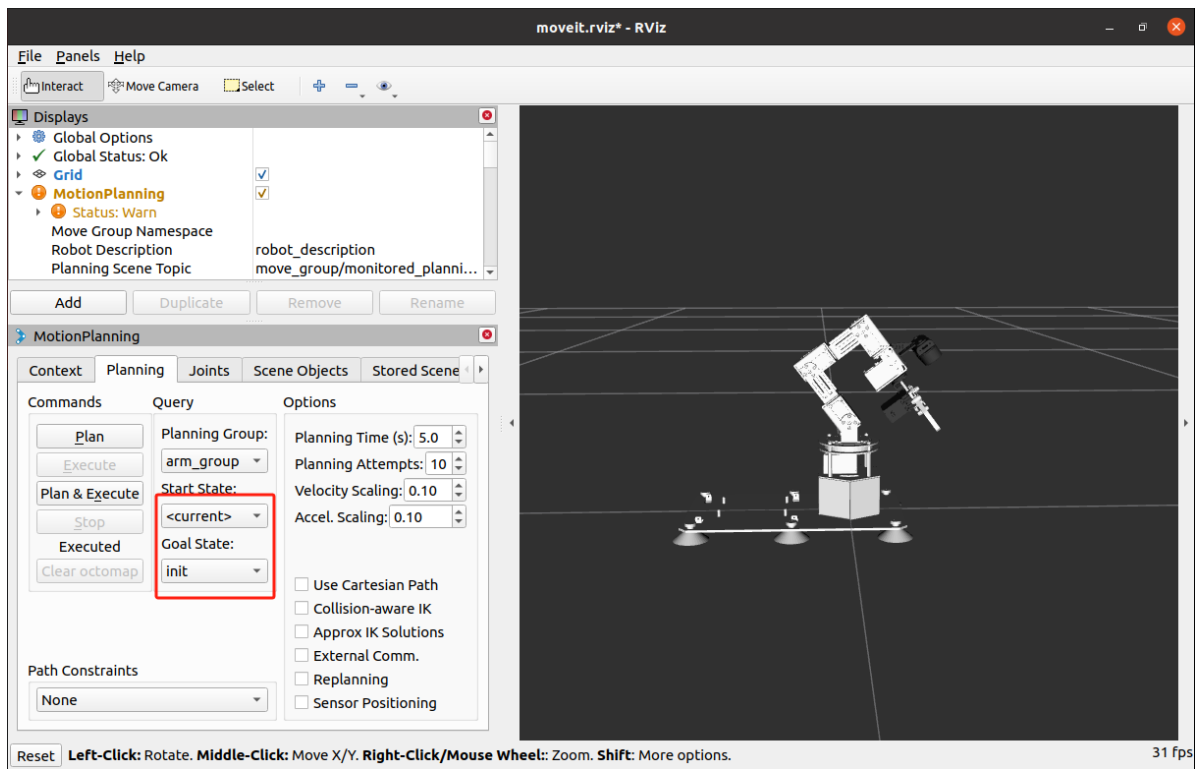 moveit.rviz* - RViz
File Panels Help
Interact Move Camera Select
Displays
Global Options
Global Status: Ok
Grid
MotionPlanning
Status: Warn
Move Group Namespace
Robot Description robot_description
Planning Scene Topic move_group/monitored_planni...
Add Duplicate Remove Rename
MotionPlanning
Context Planning Joints Scene Objects Stored Scene
Commands Query Options
Plan Planning Group: Planning Time (s): 5.0
Execute arm_group Planning Attempts: 10
Plan & Execute Start State: Velocity Scaling: 0.10
Stop <current> Accel. Scaling: 0.10
Executed Goal State:
Clear octomap init
Use Cartesian Path
Collision-aware IK
Approx IK Solutions
External Comm.
Path Constraints Replanning
None Sensor Positioning
Reset Left-Click: Rotate. Middle-Click: Move X/Y. Right-Click/Mouse Wheel:: Zoom. Shift: More options. 31 fps